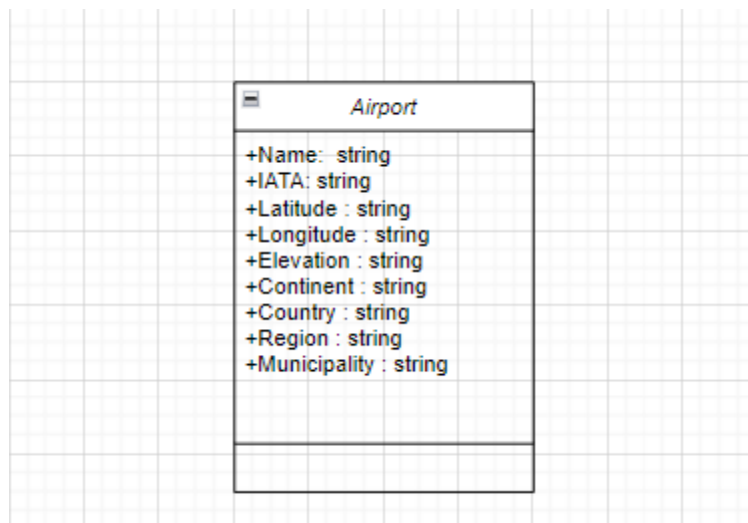 Airport
+Name:  string
+IATA: string
+Latitude : string
+Longitude : string
+Elevation : string
+Continent : string
+Country : string
+Region : string
+Municipality : string